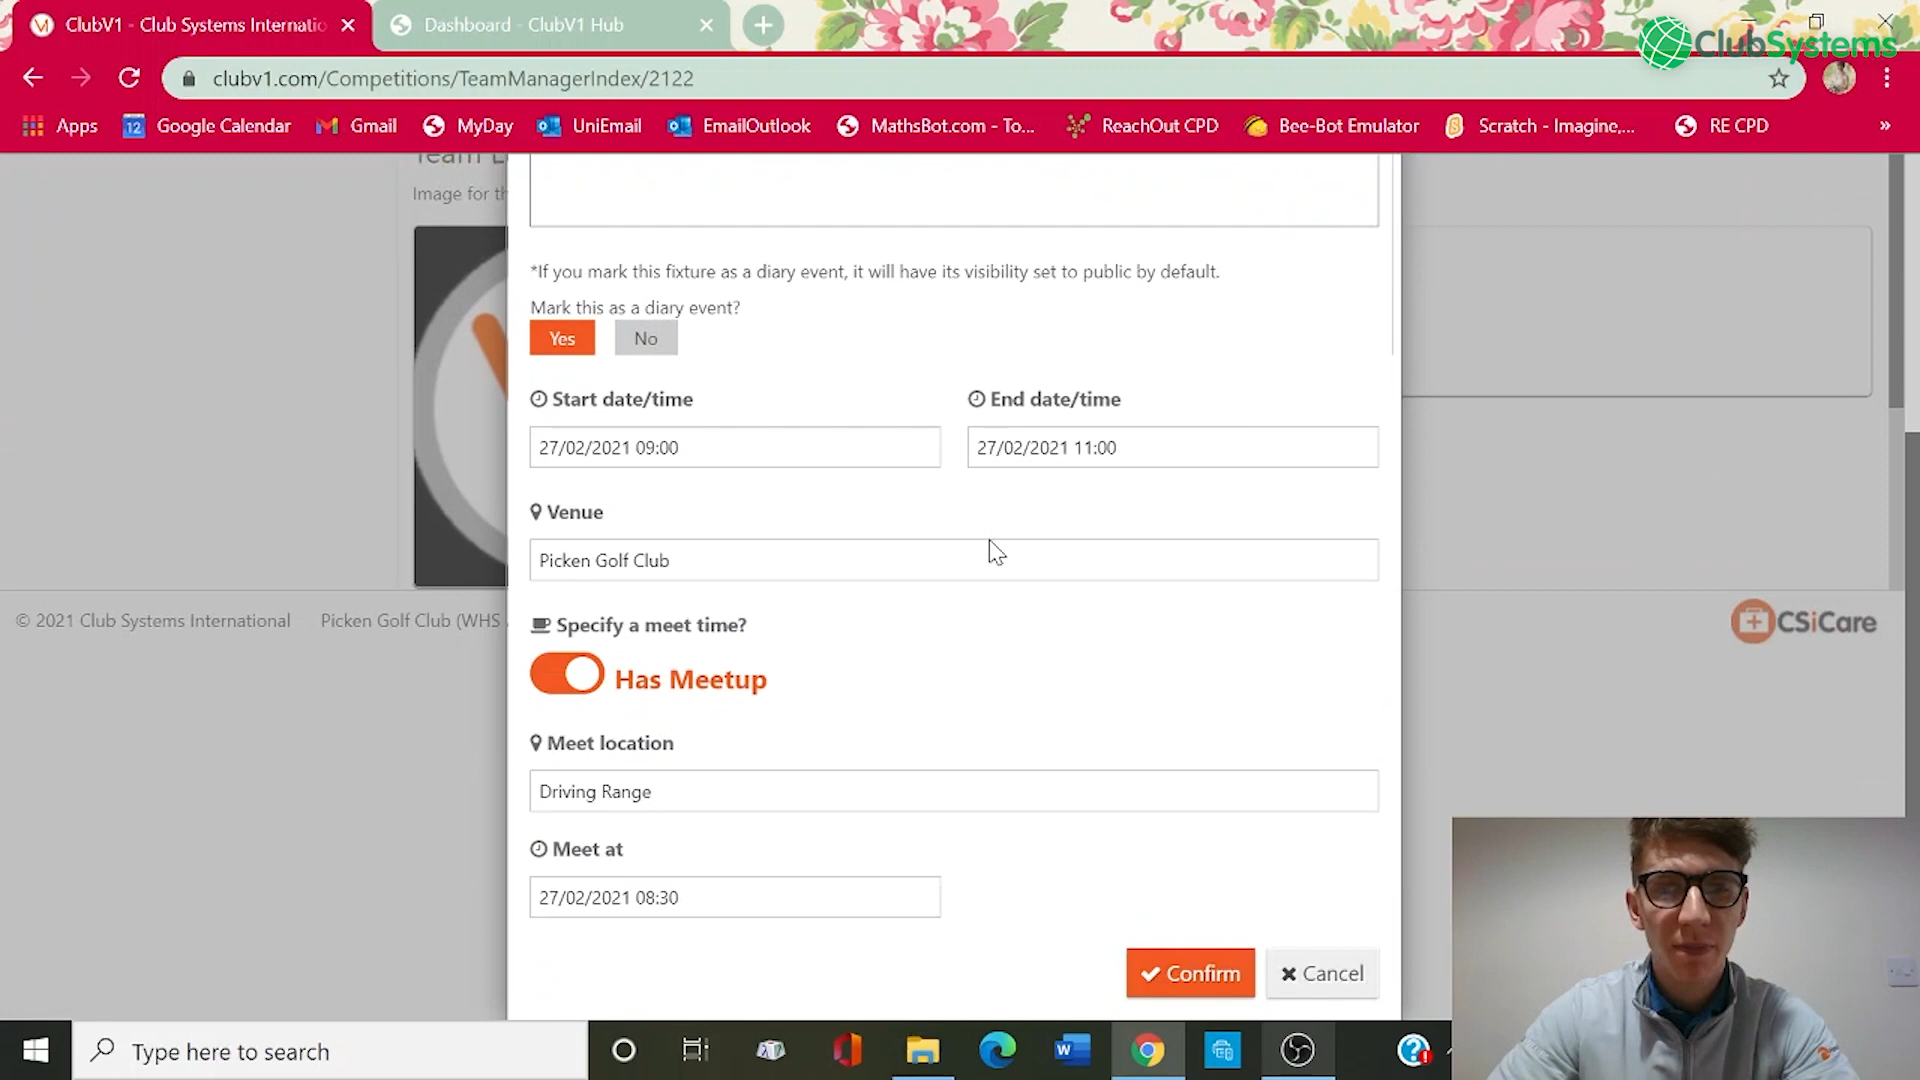 ClubV1 - Club Systems Internatio
Dashboard - ClubV1 Hub
ClubSystems
clubv1.com/Competitions/TeamManagerIndex/2122
Apps
12
Google Calendar
Gmail
MyDay
UniEmail
EmailOutlook
MathsBot.com - To...
ReachOut CPD
Bee-Bot Emulator
Scratch - Imagine,...
RE CPD
»
Image for th
*If you mark this fixture as a diary event, it will have its visibility set to public by default.
Mark this as a diary event?
Yes
No
Start date/time
End date/time
27/02/2021 09:00
27/02/2021 11:00
Venue
Picken Golf Club
© 2021 Club Systems International
Picken Golf Club (WHS
CSiCare
Specify a meet time?
Has Meetup
Meet location
Driving Range
Meet at
27/02/2021 08:30
Confirm
Cancel
Type here to search